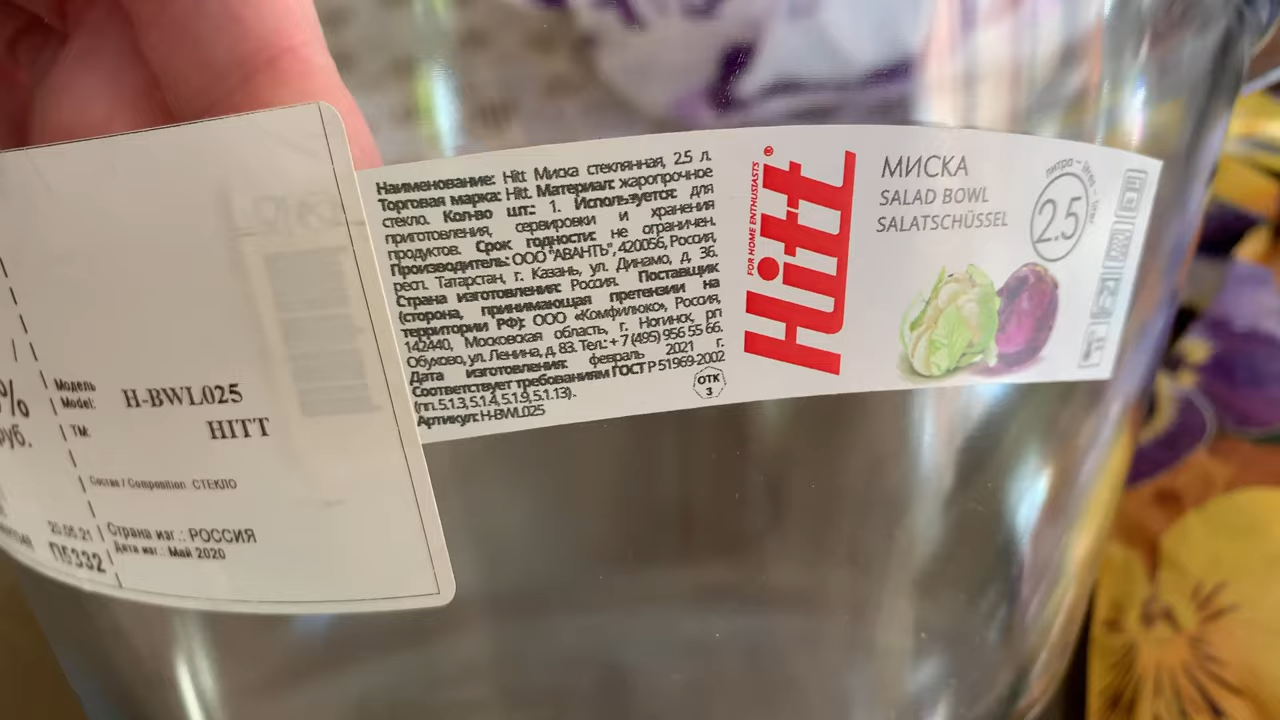 %
руб.
Модель
Model: H-BWL025
TM: HITT
Состав / Composition СТЕКЛО
20.05.21
Страна изг.: РОССИЯ
П5332
Дата изг.: Май 2020
Наименование: Hitt Миска стеклянная, 2.5 л.
Торговая марка: Hitt. Материал: жаропрочное
стекло. Кол-во шт.: 1. Используется: для
приготовления, сервировки и хранения
продуктов. Срок годности: не ограничен.
Производитель: ООО "АВАНТЬ", 420056, Россия,
респ. Татарстан, г. Казань, ул. Динамо, д. 36.
Страна изготовления: Россия. Поставщик
(сторона, принимающая претензии на
территории РФ): ООО «Комфилюкс», Россия,
142440, Московская область, г. Ногинск, рп
Обухово, ул. Ленина, д. 83. Тел.: + 7 (495) 956 55 66.
Дата изготовления: февраль 2021 г.
Соответствует требованиям ГОСТ Р 51969-2002
(пп. 5.1.3, 5.1.4, 5.1.9, 5.1.13).
Артикул: H-BWL025
ОТК
3
Hitt®
FOR HOME ENTHUSIASTS
МИСКА
SALAD BOWL
SALATSCHÜSSEL
литра – litres – liter
2.5